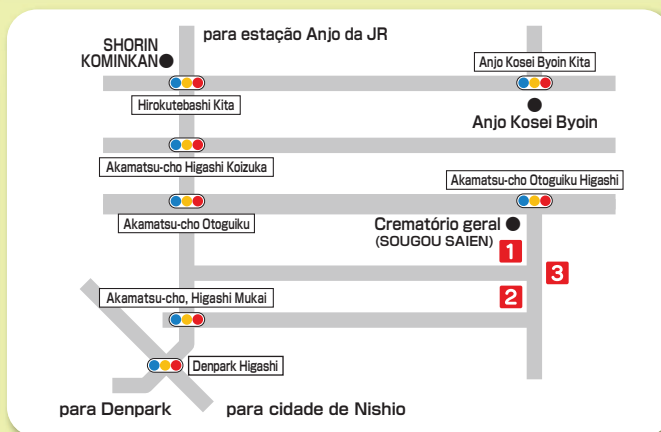 para estação Anjo da JR
SHORIN
KOMINKAN
Anjo Kosei Byoin Kita
Hirokutebashi Kita
Anjo Kosei Byoin
Akamatsu-cho Higashi Koizuka
Akamatsu-cho Otoguiku Higashi
Akamatsu-cho Otoguiku
Crematório geral
(SOUGOU SAIEN)
1
3
2
Akamatsu-cho, Higashi Mukai
Denpark Higashi
para Denpark
para cidade de Nishio